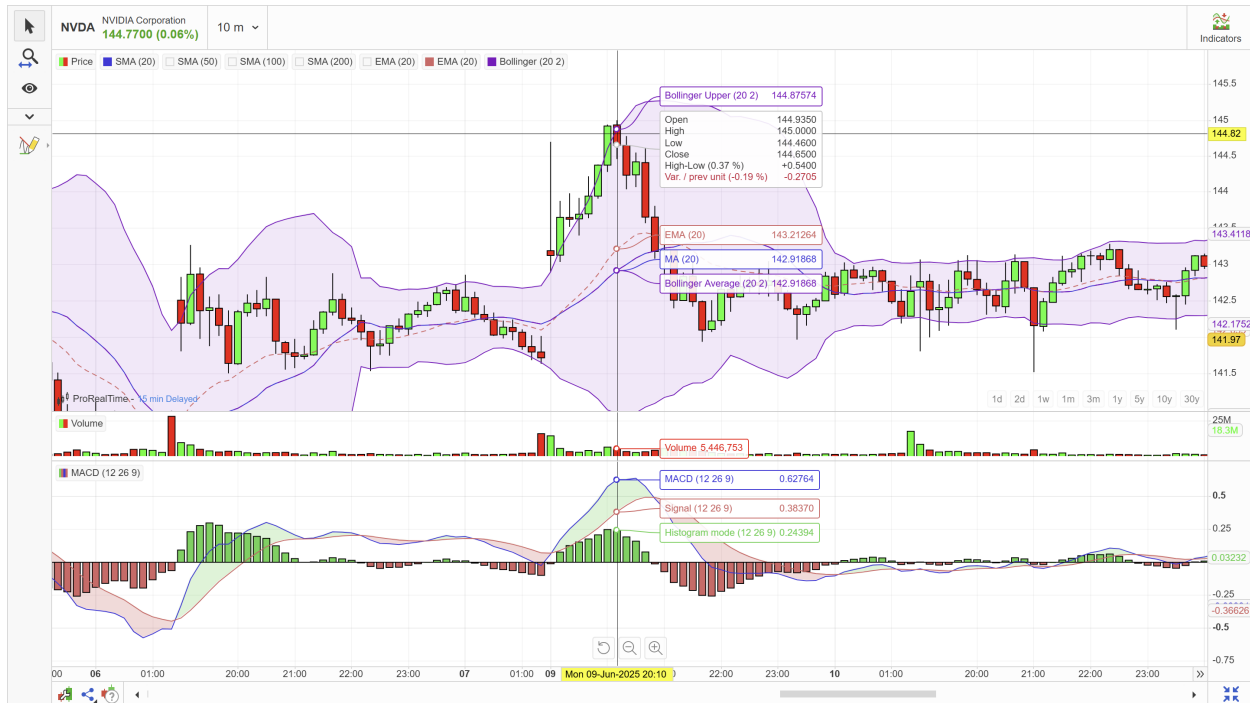 NVDA
NVIDIA Corporation
144.7700 (0.06%)
10 m
Indicators
Price
SMA (20)
SMA (50)
SMA (100)
SMA (200)
EMA (20)
EMA (20)
Bollinger (20 2)
145.5
145
144.82
144.5
144
143.4118
143
142.5
142.1752
141.97
141.5
Bollinger Upper (20 2) 144.87574
Open 144.9350
High 145.0000
Low 144.4600
Close 144.6500
High-Low (0.37 %) +0.5400
Var. / prev unit (-0.19 %) -0.2705
EMA (20) 143.21264
MA (20) 142.91868
Bollinger Average (20 2) 142.91868
ProRealTime - 15 min Delayed
1d 2d 1w 1m 3m 1y 5y 10y 30y
Volume
25M
18.3M
Volume 5,446,753
MACD (12 26 9)
MACD (12 26 9) 0.62764
Signal (12 26 9) 0.38370
Histogram mode (12 26 9) 0.24394
0.5
0.25
0.03232
-0.25
-0.36626
-0.5
-0.75
:00 06 01:00 20:00 21:00 22:00 23:00 07 01:00 09 Mon 09-Jun-2025 20:10 22:00 23:00 10 01:00 20:00 21:00 22:00 23:00